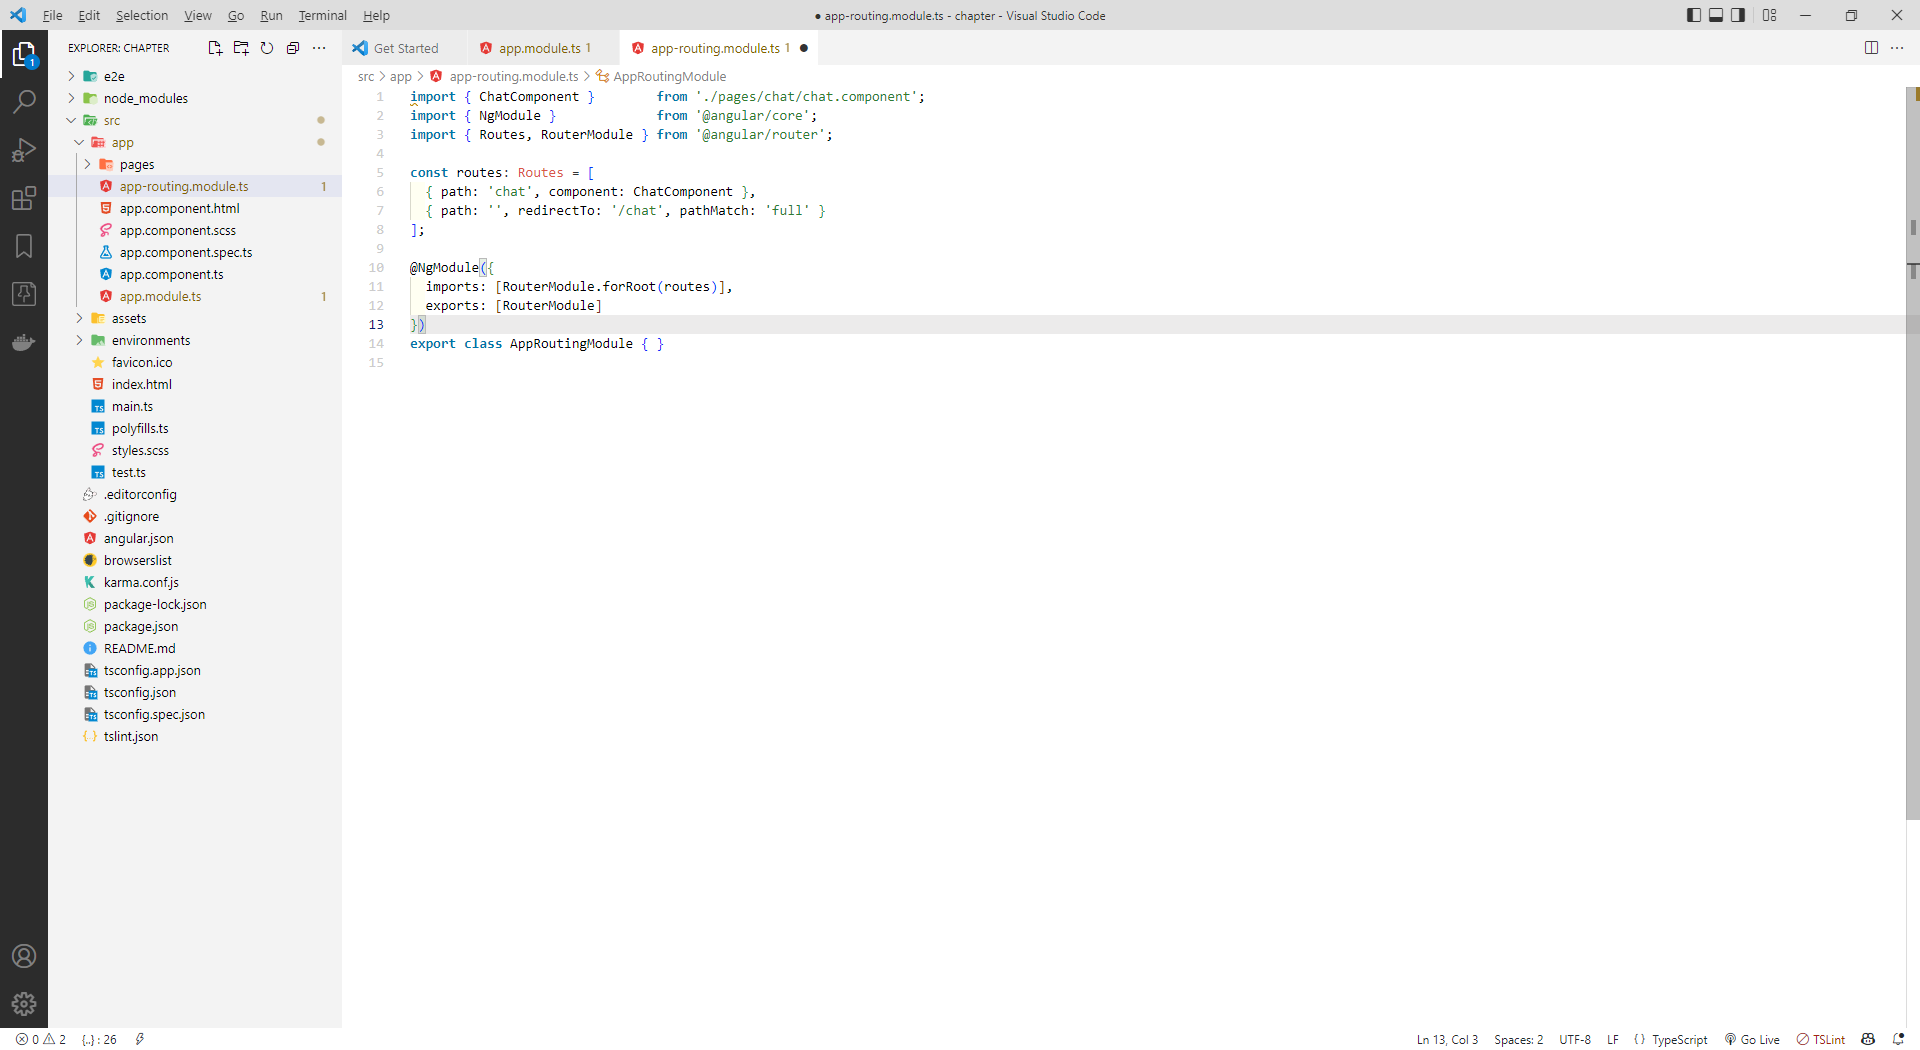 File Edit Selection View Go Run Terminal Help
● app-routing.module.ts - chapter - Visual Studio Code
EXPLORER: CHAPTER
1
e2e
node_modules
src
app
pages
app-routing.module.ts 1
app.component.html
app.component.scss
app.component.spec.ts
app.component.ts
app.module.ts 1
assets
environments
favicon.ico
index.html
main.ts
polyfills.ts
styles.scss
test.ts
.editorconfig
.gitignore
angular.json
browserslist
karma.conf.js
package-lock.json
package.json
README.md
tsconfig.app.json
tsconfig.json
tsconfig.spec.json
tslint.json
Get Started app.module.ts 1 app-routing.module.ts 1 ●
src > app > app-routing.module.ts > AppRoutingModule
1 import { ChatComponent }        from './pages/chat/chat.component';
2 import { NgModule }             from '@angular/core';
3 import { Routes, RouterModule } from '@angular/router';
4
5 const routes: Routes = [
6   { path: 'chat', component: ChatComponent },
7   { path: '', redirectTo: '/chat', pathMatch: 'full' }
8 ];
9
10 @NgModule({
11   imports: [RouterModule.forRoot(routes)],
12   exports: [RouterModule]
13 })
14 export class AppRoutingModule { }
15
0 2 {..} : 26
Ln 13, Col 3 Spaces: 2 UTF-8 LF { } TypeScript Go Live TSLint